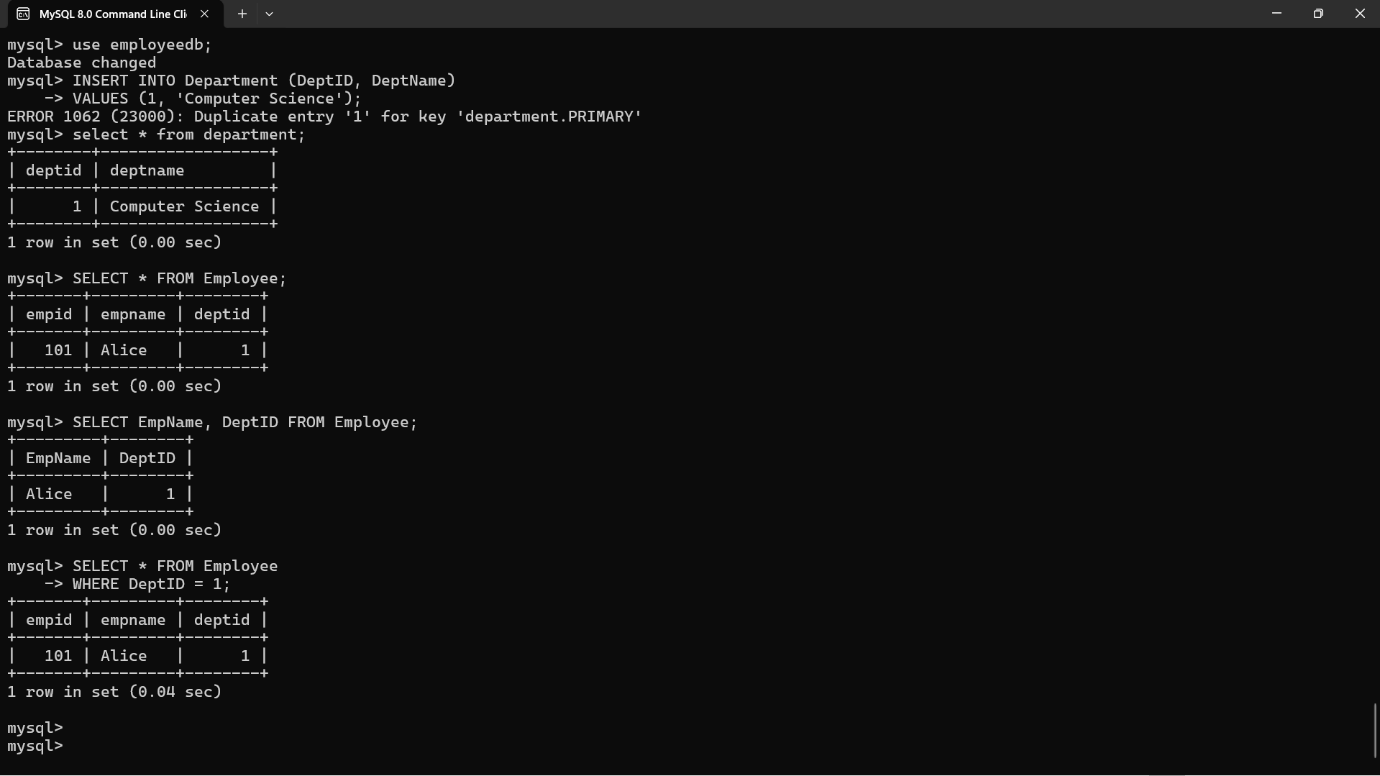 MySQL 8.0 Command Line Cli
mysql> use employeedb;
Database changed
mysql> INSERT INTO Department (DeptID, DeptName)
    -> VALUES (1, 'Computer Science');
ERROR 1062 (23000): Duplicate entry '1' for key 'department.PRIMARY'
mysql> select * from department;
+--------+------------------+
| deptid | deptname         |
+--------+------------------+
|      1 | Computer Science |
+--------+------------------+
1 row in set (0.00 sec)

mysql> SELECT * FROM Employee;
+-------+---------+--------+
| empid | empname | deptid |
+-------+---------+--------+
|   101 | Alice   |      1 |
+-------+---------+--------+
1 row in set (0.00 sec)

mysql> SELECT EmpName, DeptID FROM Employee;
+---------+--------+
| EmpName | DeptID |
+---------+--------+
| Alice   |      1 |
+---------+--------+
1 row in set (0.00 sec)

mysql> SELECT * FROM Employee
    -> WHERE DeptID = 1;
+-------+---------+--------+
| empid | empname | deptid |
+-------+---------+--------+
|   101 | Alice   |      1 |
+-------+---------+--------+
1 row in set (0.04 sec)

mysql>
mysql>